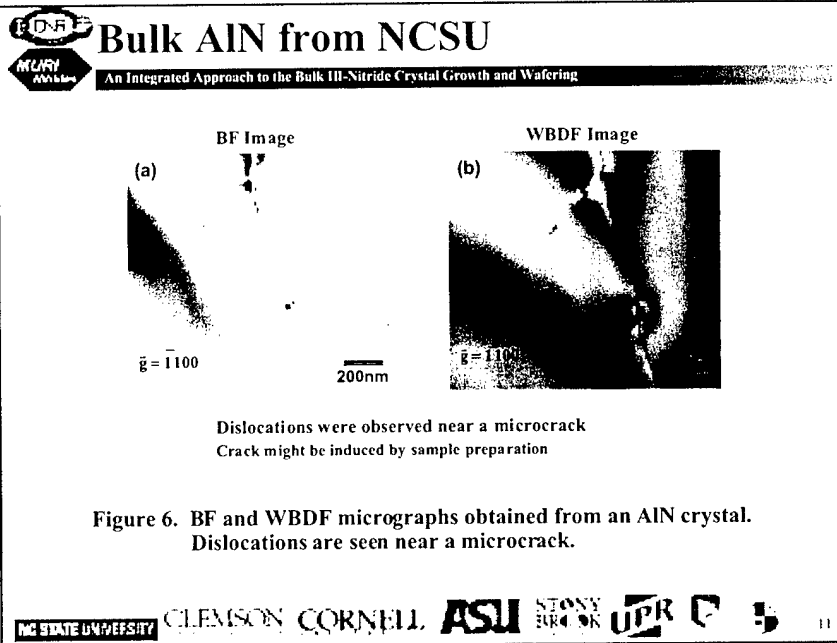 Bulk AlN from NCSU
MURI
An Integrated Approach to the Bulk III-Nitride Crystal Growth and Wafering
BF Image
WBDF Image
(a)
(b)
g̅ = 1̅100
200nm
g̅ = 1100
Dislocations were observed near a microcrack
Crack might be induced by sample preparation
Figure 6. BF and WBDF micrographs obtained from an AlN crystal.
Dislocations are seen near a microcrack.
NC STATE UNIVERSITY CLEMSON CORNELL ASU STONY BROOK UPR
11